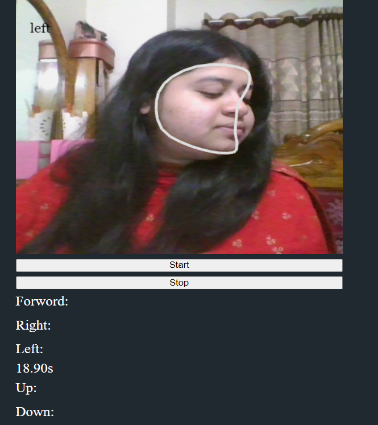 left
Start
Stop
Forword:
Right:
Left:
18.90s
Up:
Down: